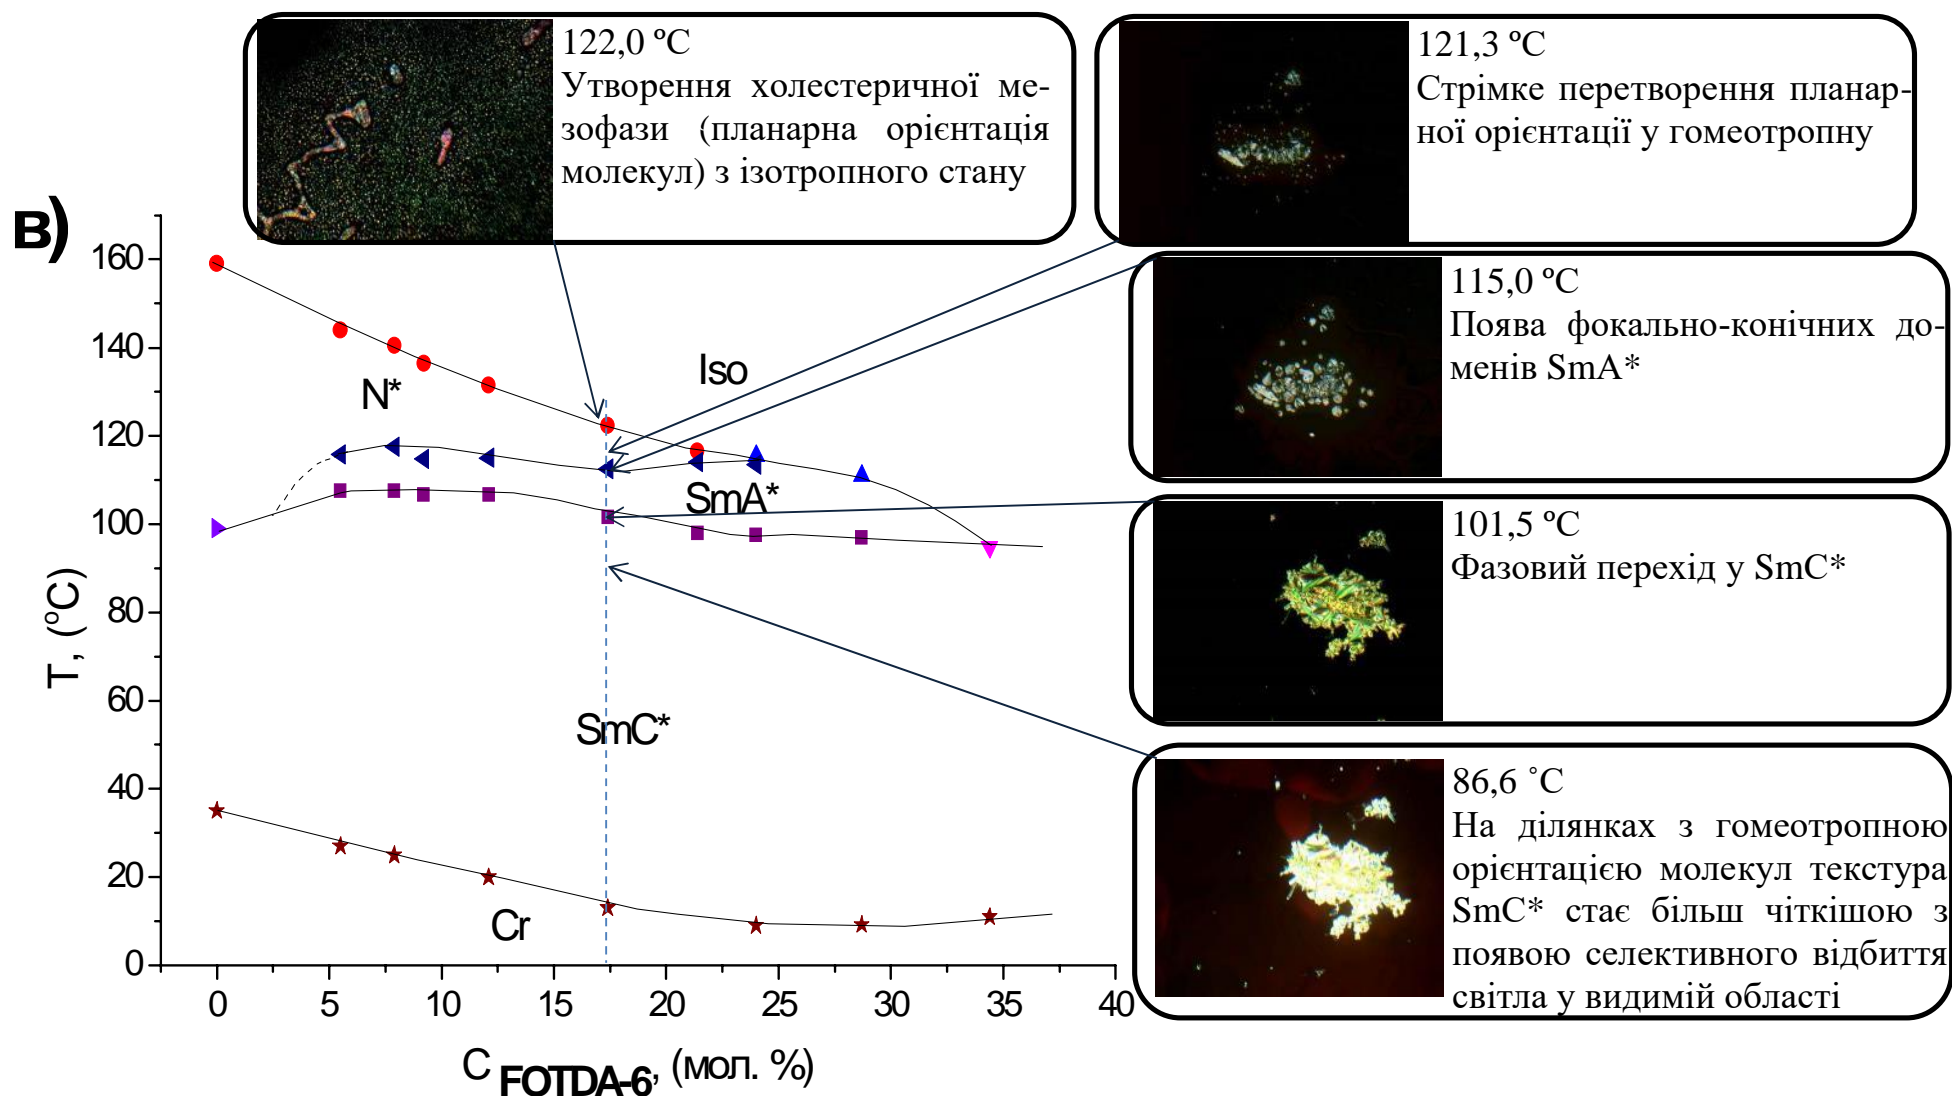 122,0 ºC
Утворення холестеричної ме-
зофази (планарна орієнтація
молекул) з ізотропного стану
121,3 ºC
Стрімке перетворення планар-
ної орієнтації у гомеотропну
115,0 ºC
Поява фокально-конічних до-
менів SmA*
101,5 ºC
Фазовий перехід у SmC*
86,6 ˚C
На ділянках з гомеотропною
орієнтацією молекул текстура
SmC* стає більш чіткішою з
появою селективного відбиття
світла у видимій області
в)
160
140
120
100
80
60
40
20
0
T, (°C)
N*
Iso
SmA*
SmC*
Cr
0 5 10 15 20 25 30 35 40
C FOTDA-6, (мол. %)